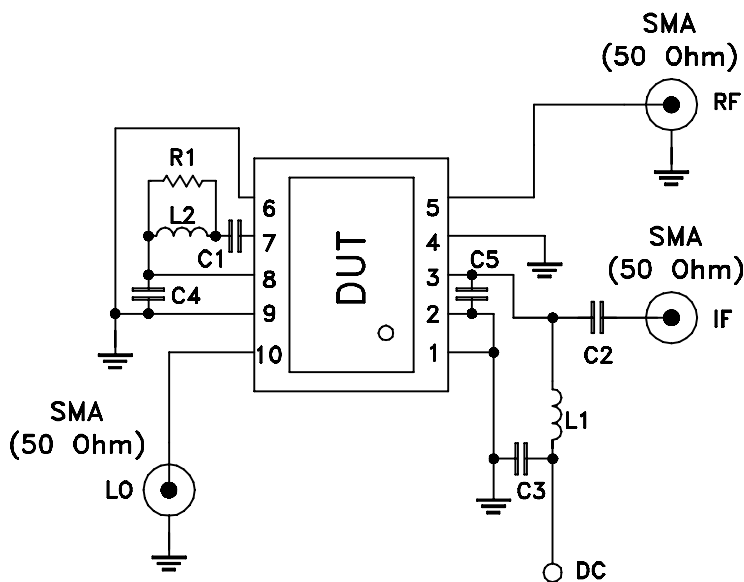 SMA
(50 Ohm)
RF
R1
L2
C1
C4
6
7
8
9
10
DUT
5
4
3
2
1
C5
SMA
(50 Ohm)
IF
C2
L1
C3
DC
SMA
(50 Ohm)
LO